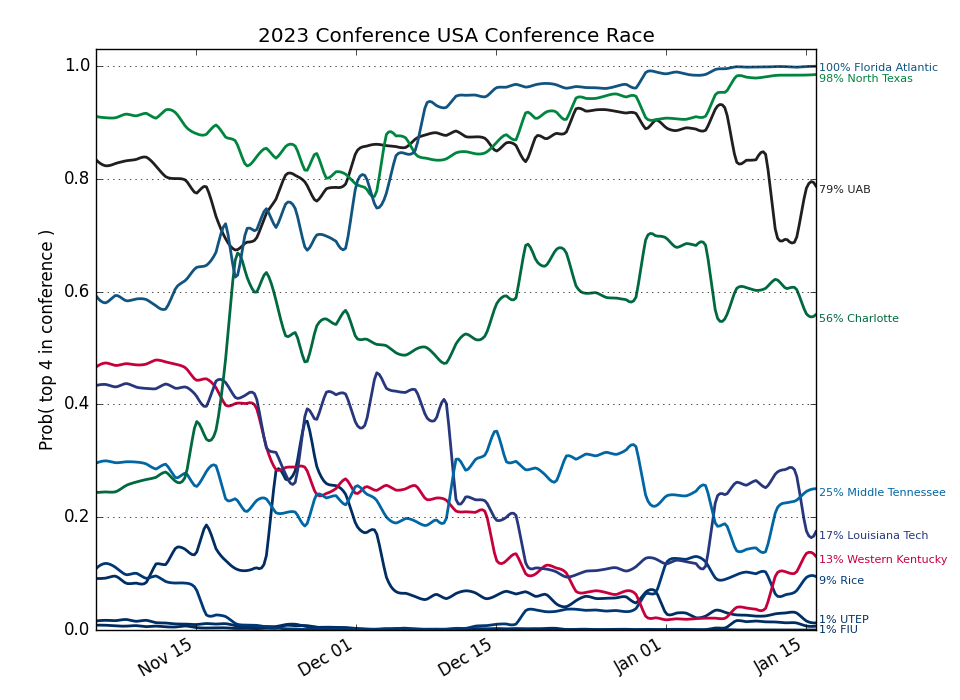 2023 Conference USA Conference Race
Prob( top 4 in conference )
1.0
0.8
0.6
0.4
0.2
0.0
Nov 15
Dec 01
Dec 15
Jan 01
Jan 15
100% Florida Atlantic
98% North Texas
79% UAB
56% Charlotte
25% Middle Tennessee
17% Louisiana Tech
13% Western Kentucky
9% Rice
1% UTEP
1% FIU